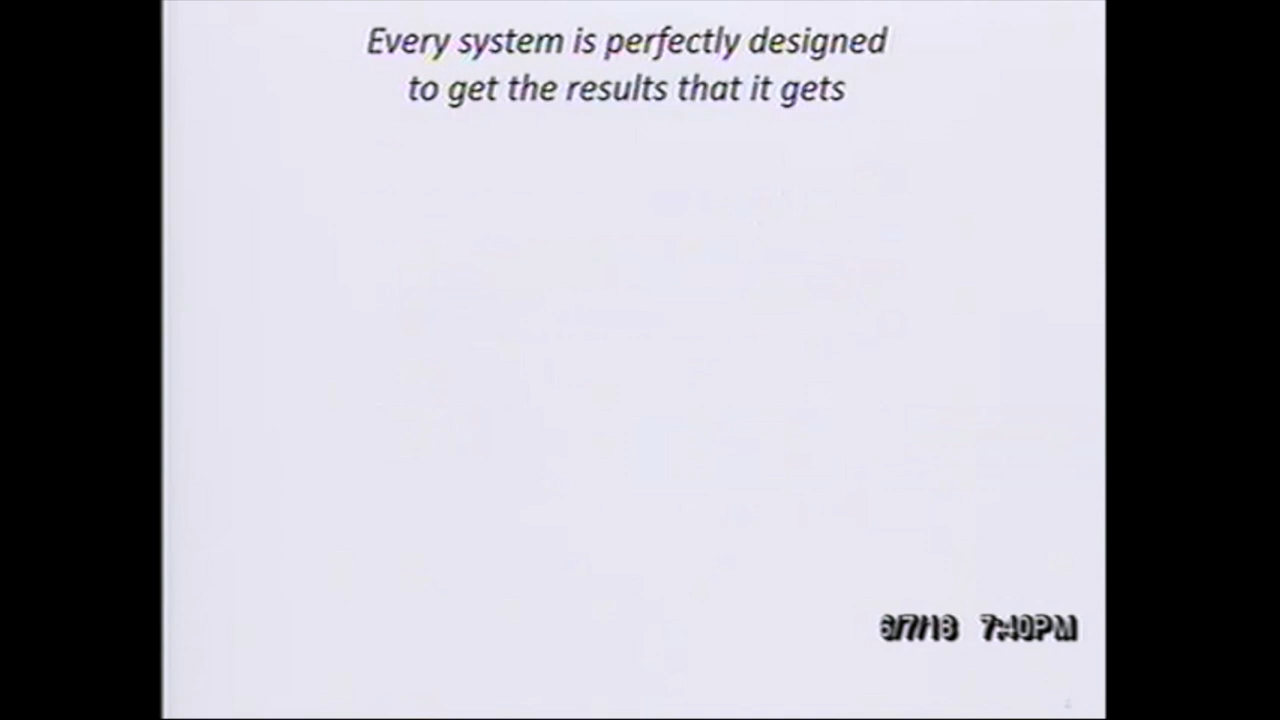 Every system is perfectly designed
to get the results that it gets
6/7/18 7:40PM